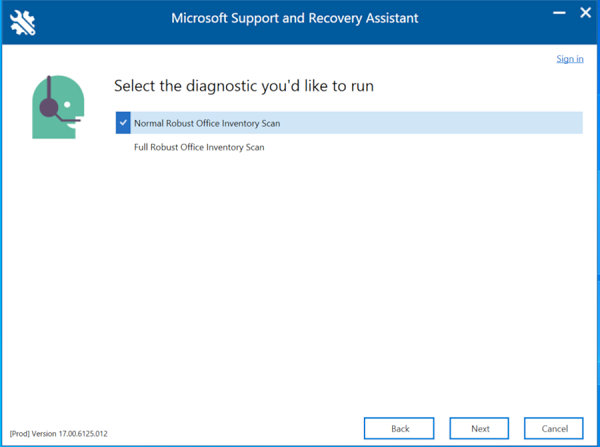 Microsoft Support and Recovery Assistant
Sign in
Select the diagnostic you'd like to run
Normal Robust Office Inventory Scan
Full Robust Office Inventory Scan
[Prod] Version 17.00.6125.012
Back
Next
Cancel